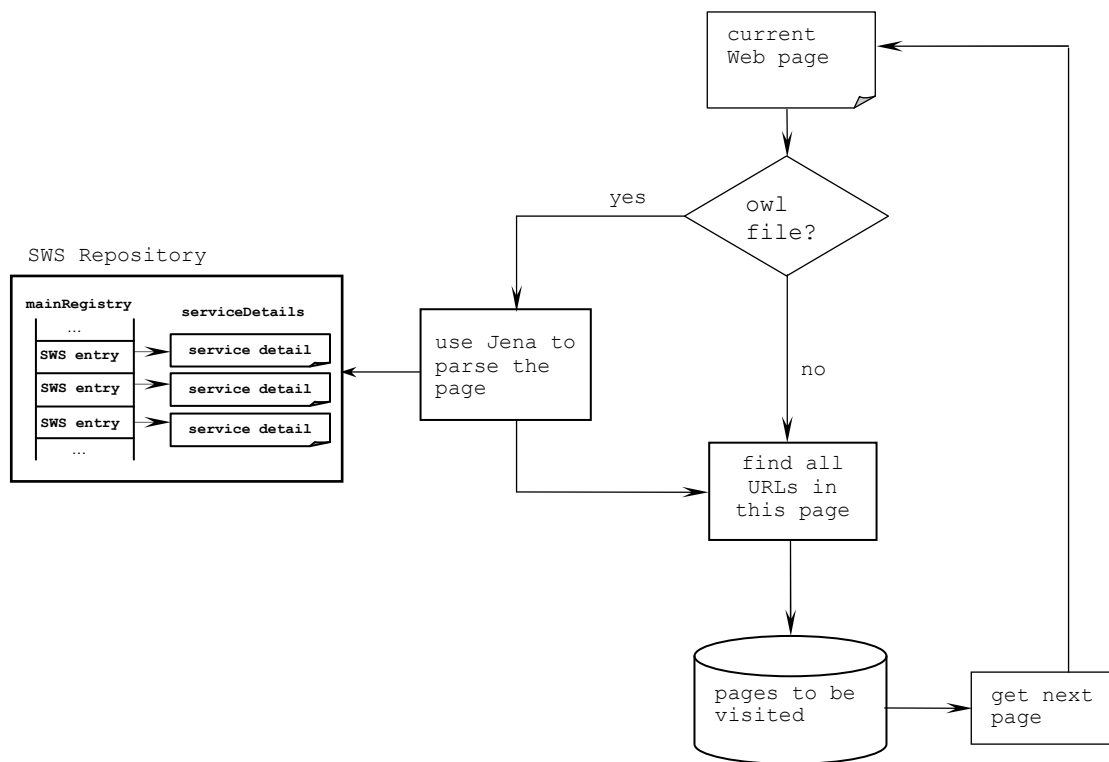 current
Web page
owl
file?
yes
no
SWS Repository
mainRegistry
serviceDetails
...
SWS entry
service detail
SWS entry
service detail
SWS entry
service detail
...
use Jena to
parse the
page
find all
URLs in
this page
pages to be
visited
get next
page